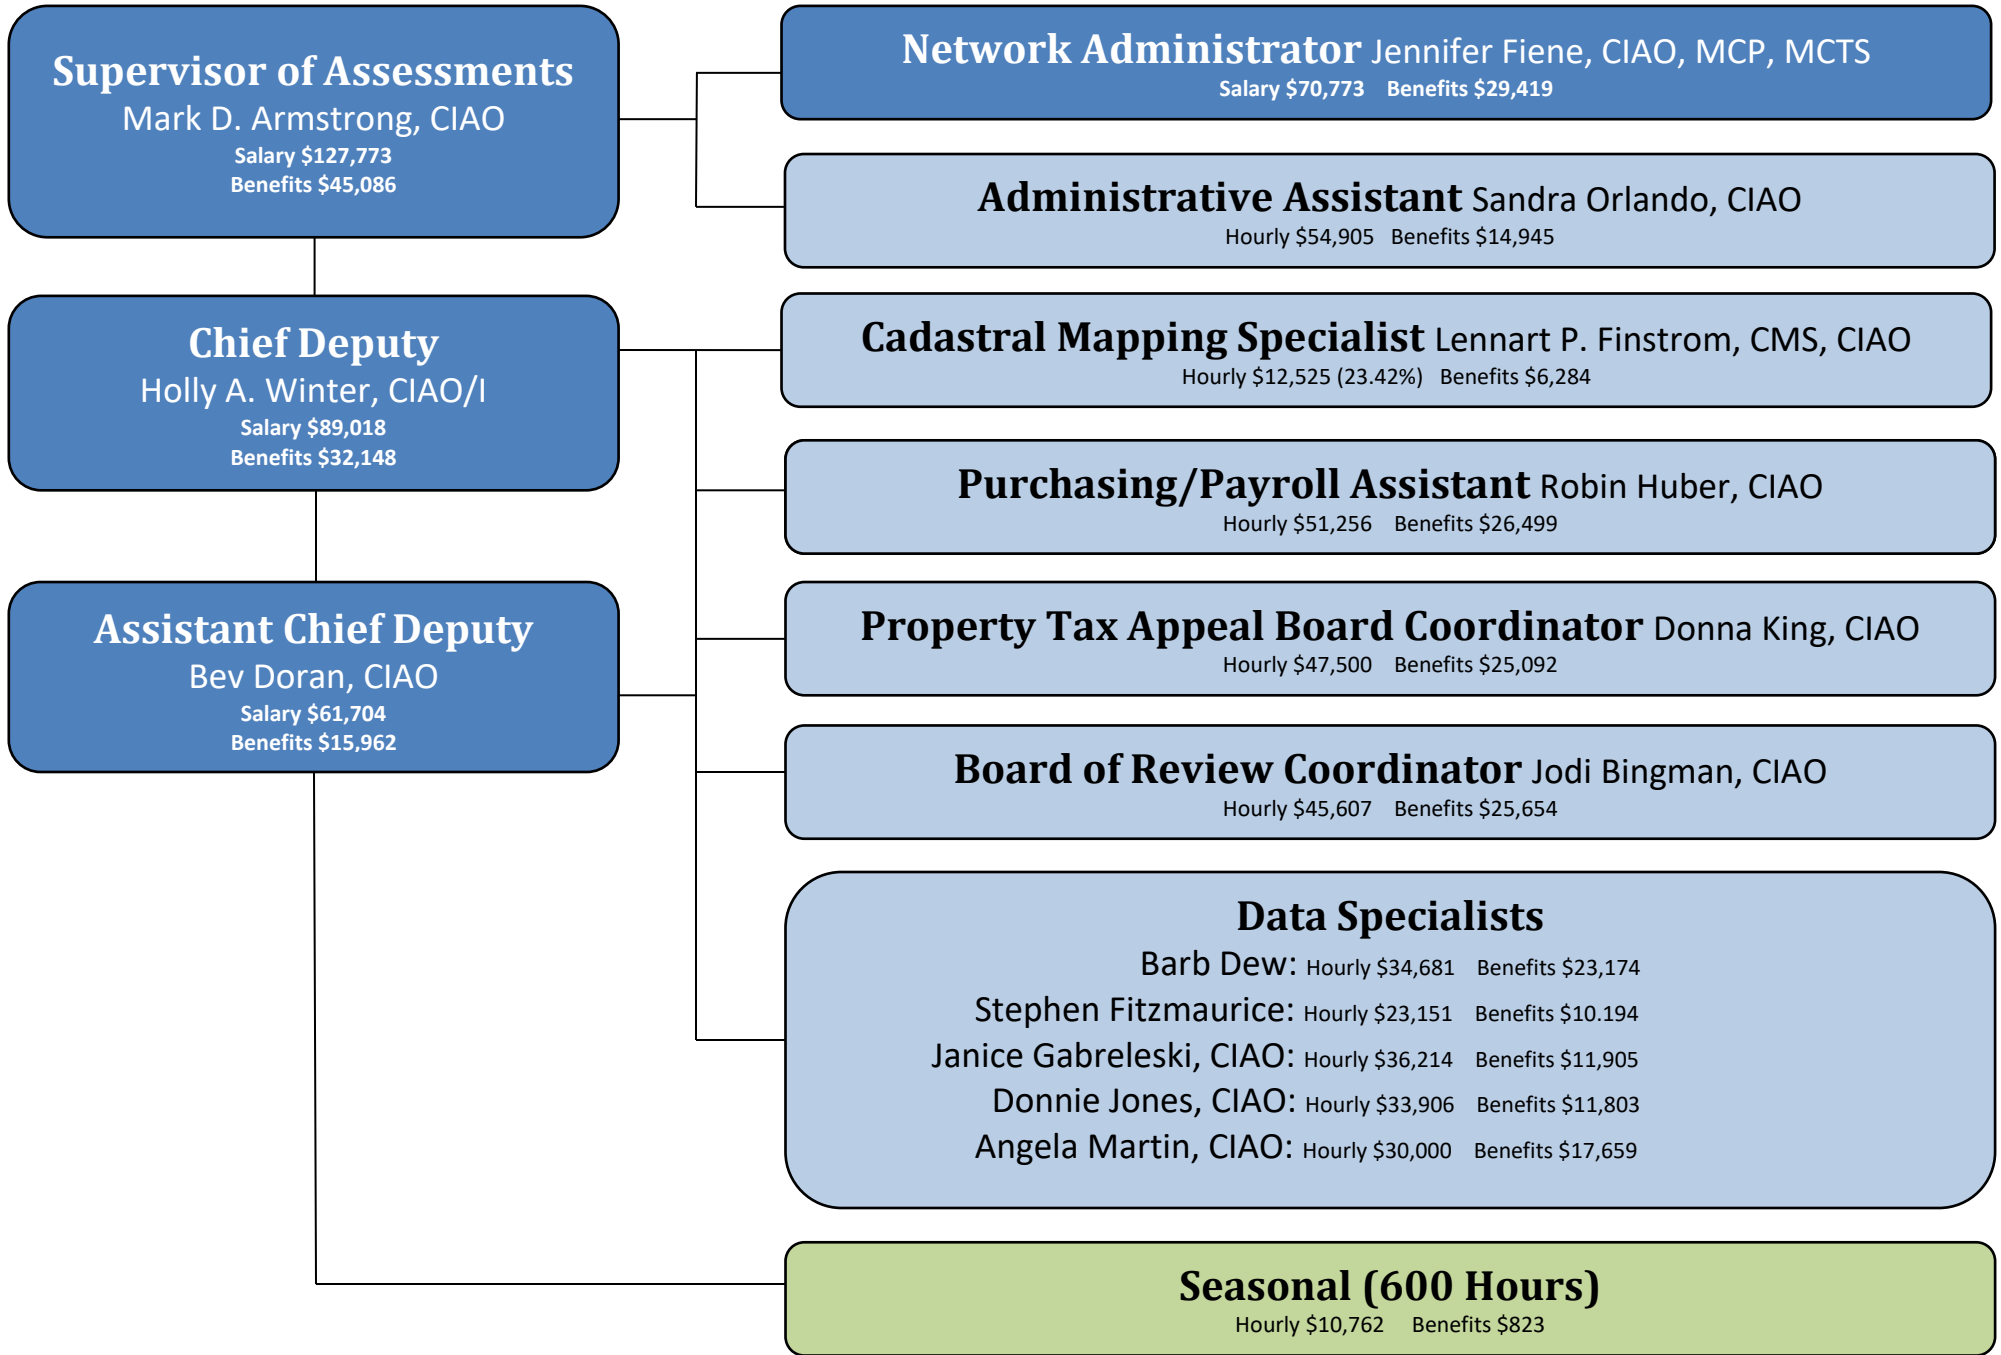 Supervisor of Assessments
Mark D. Armstrong, CIAO
Salary $127,773
Benefits $45,086
Network Administrator Jennifer Fiene, CIAO, MCP, MCTS
Salary $70,773 Benefits $29,419
Administrative Assistant Sandra Orlando, CIAO
Hourly $54,905 Benefits $14,945
Chief Deputy
Holly A. Winter, CIAO/I
Salary $89,018
Benefits $32,148
Cadastral Mapping Specialist Lennart P. Finstrom, CMS, CIAO
Hourly $12,525 (23.42%) Benefits $6,284
Purchasing/Payroll Assistant Robin Huber, CIAO
Hourly $51,256 Benefits $26,499
Assistant Chief Deputy
Bev Doran, CIAO
Salary $61,704
Benefits $15,962
Property Tax Appeal Board Coordinator Donna King, CIAO
Hourly $47,500 Benefits $25,092
Board of Review Coordinator Jodi Bingman, CIAO
Hourly $45,607 Benefits $25,654
Data Specialists
Barb Dew: Hourly $34,681 Benefits $23,174
Stephen Fitzmaurice: Hourly $23,151 Benefits $10.194
Janice Gabreleski, CIAO: Hourly $36,214 Benefits $11,905
Donnie Jones, CIAO: Hourly $33,906 Benefits $11,803
Angela Martin, CIAO: Hourly $30,000 Benefits $17,659
Seasonal (600 Hours)
Hourly $10,762 Benefits $823